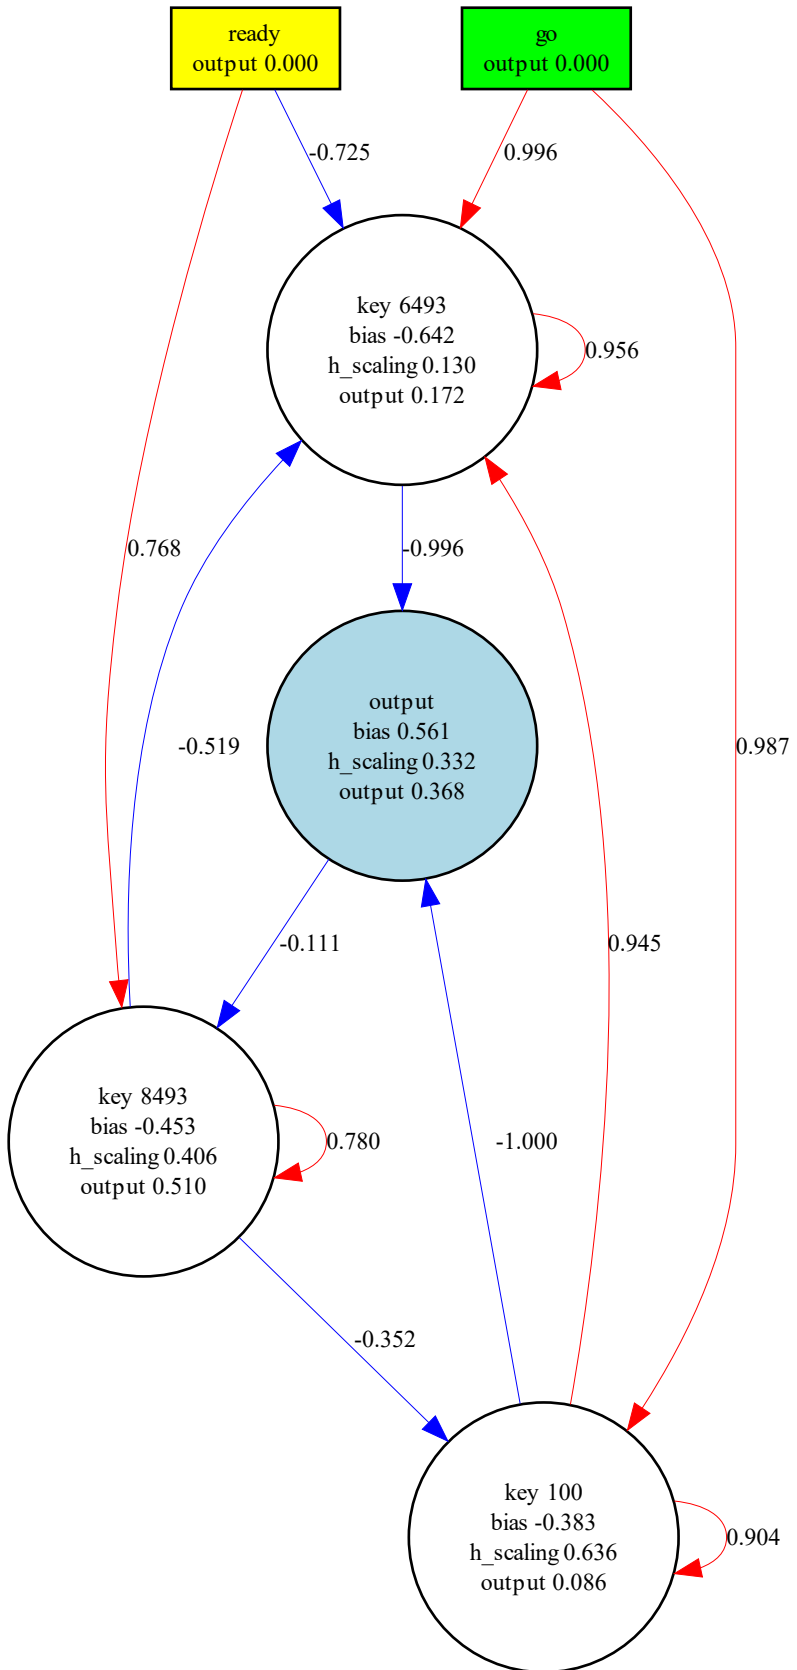 ready
output 0.000
go
output 0.000
-0.725
0.996
key 6493
bias -0.642
h_scaling 0.130
output 0.172
0.956
0.768
-0.996
output
bias 0.561
h_scaling 0.332
output 0.368
-0.519
0.987
-0.111
0.945
key 8493
bias -0.453
h_scaling 0.406
output 0.510
0.780
-1.000
-0.352
key 100
bias -0.383
h_scaling 0.636
output 0.086
0.904